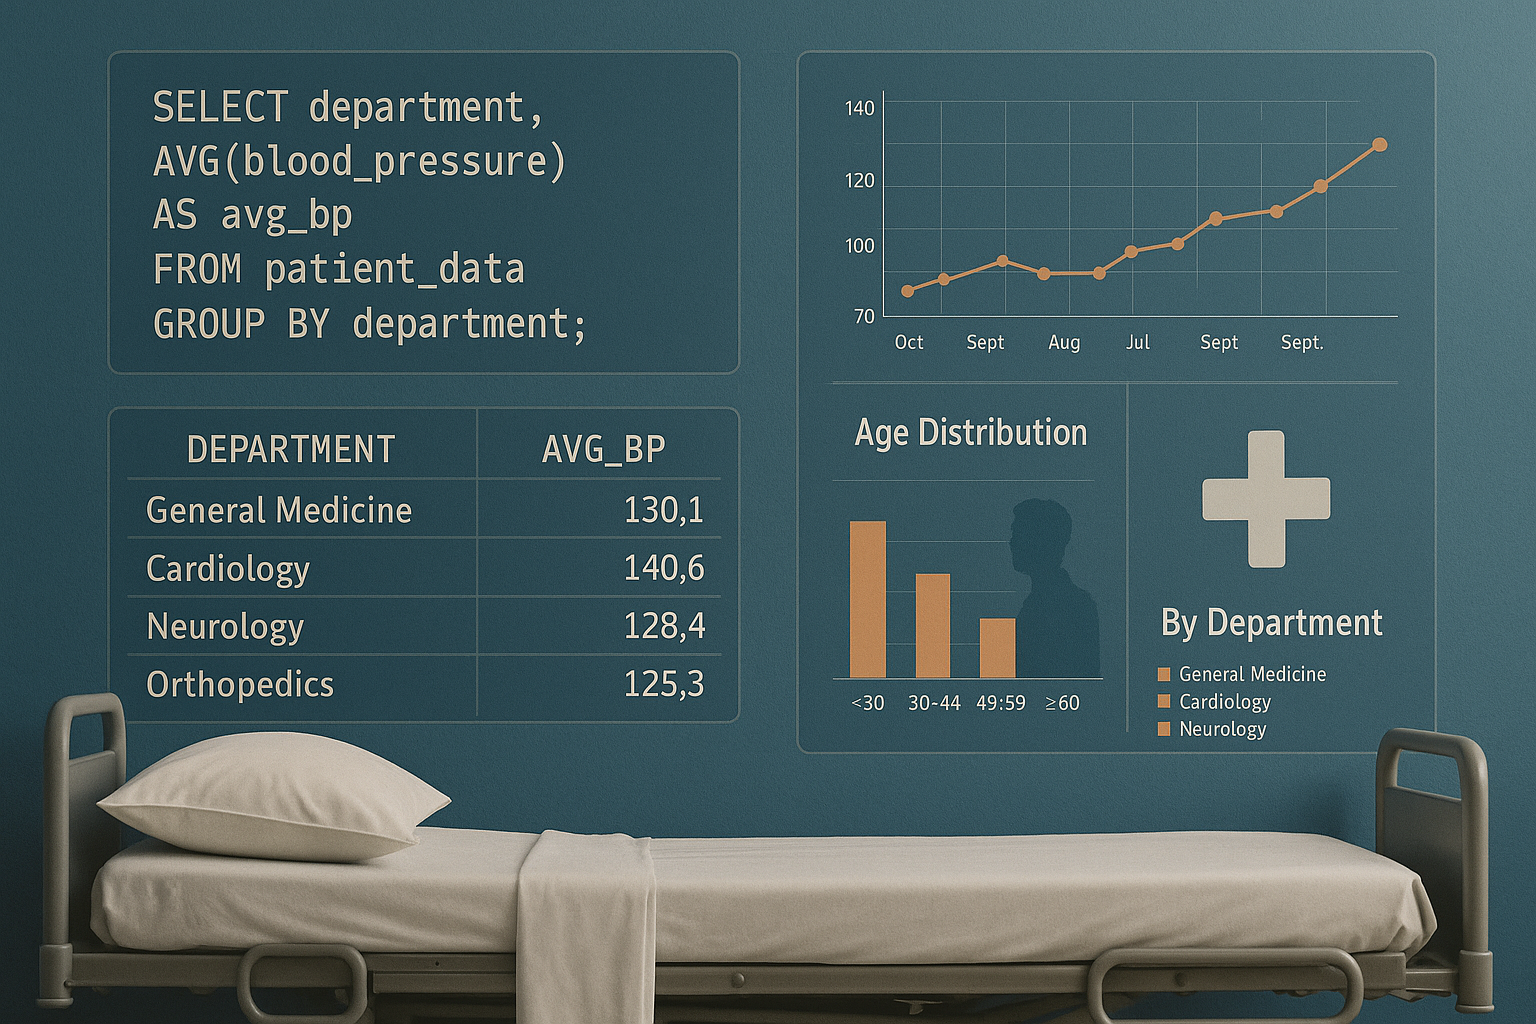 SELECT department,
AVG(blood_pressure)
AS avg_bp
FROM patient_data
GROUP BY department;
DEPARTMENT AVG_BP
General Medicine 130,1
Cardiology 140,6
Neurology 128,4
Orthopedics 125,3
140
120
100
70
Oct Sept Aug Jul Sept Sept.
Age Distribution
<30 30-44 49:59 ≥60
By Department
General Medicine
Cardiology
Neurology